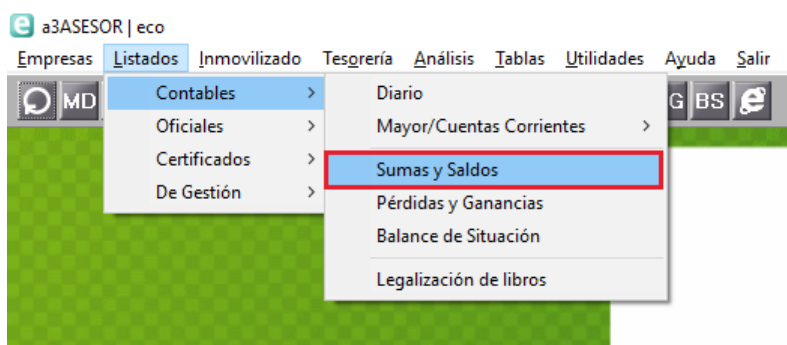 a3ASESOR | eco
Empresas Listados Inmovilizado Tesorería Análisis Tablas Utilidades Ayuda Salir
MD
G BS
Contables
Oficiales
Certificados
De Gestión
Diario
Mayor/Cuentas Corrientes
Sumas y Saldos
Pérdidas y Ganancias
Balance de Situación
Legalización de libros